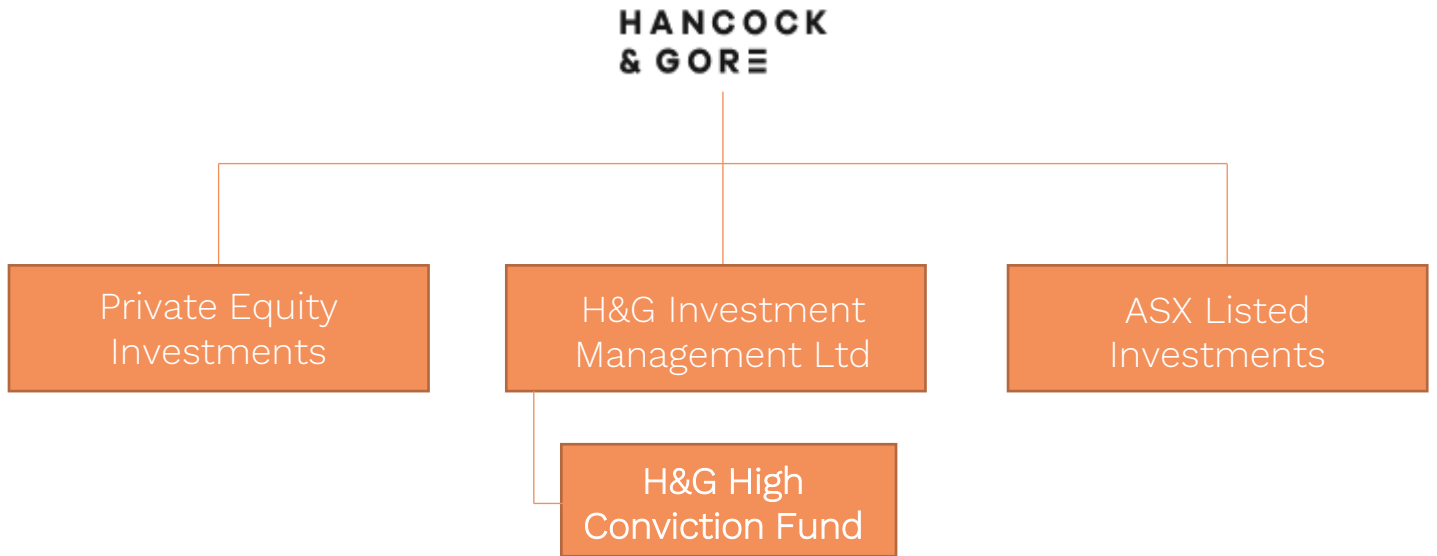 HANCOCK
& GORE
Private Equity
Investments
H&G Investment
Management Ltd
ASX Listed
Investments
H&G High
Conviction Fund